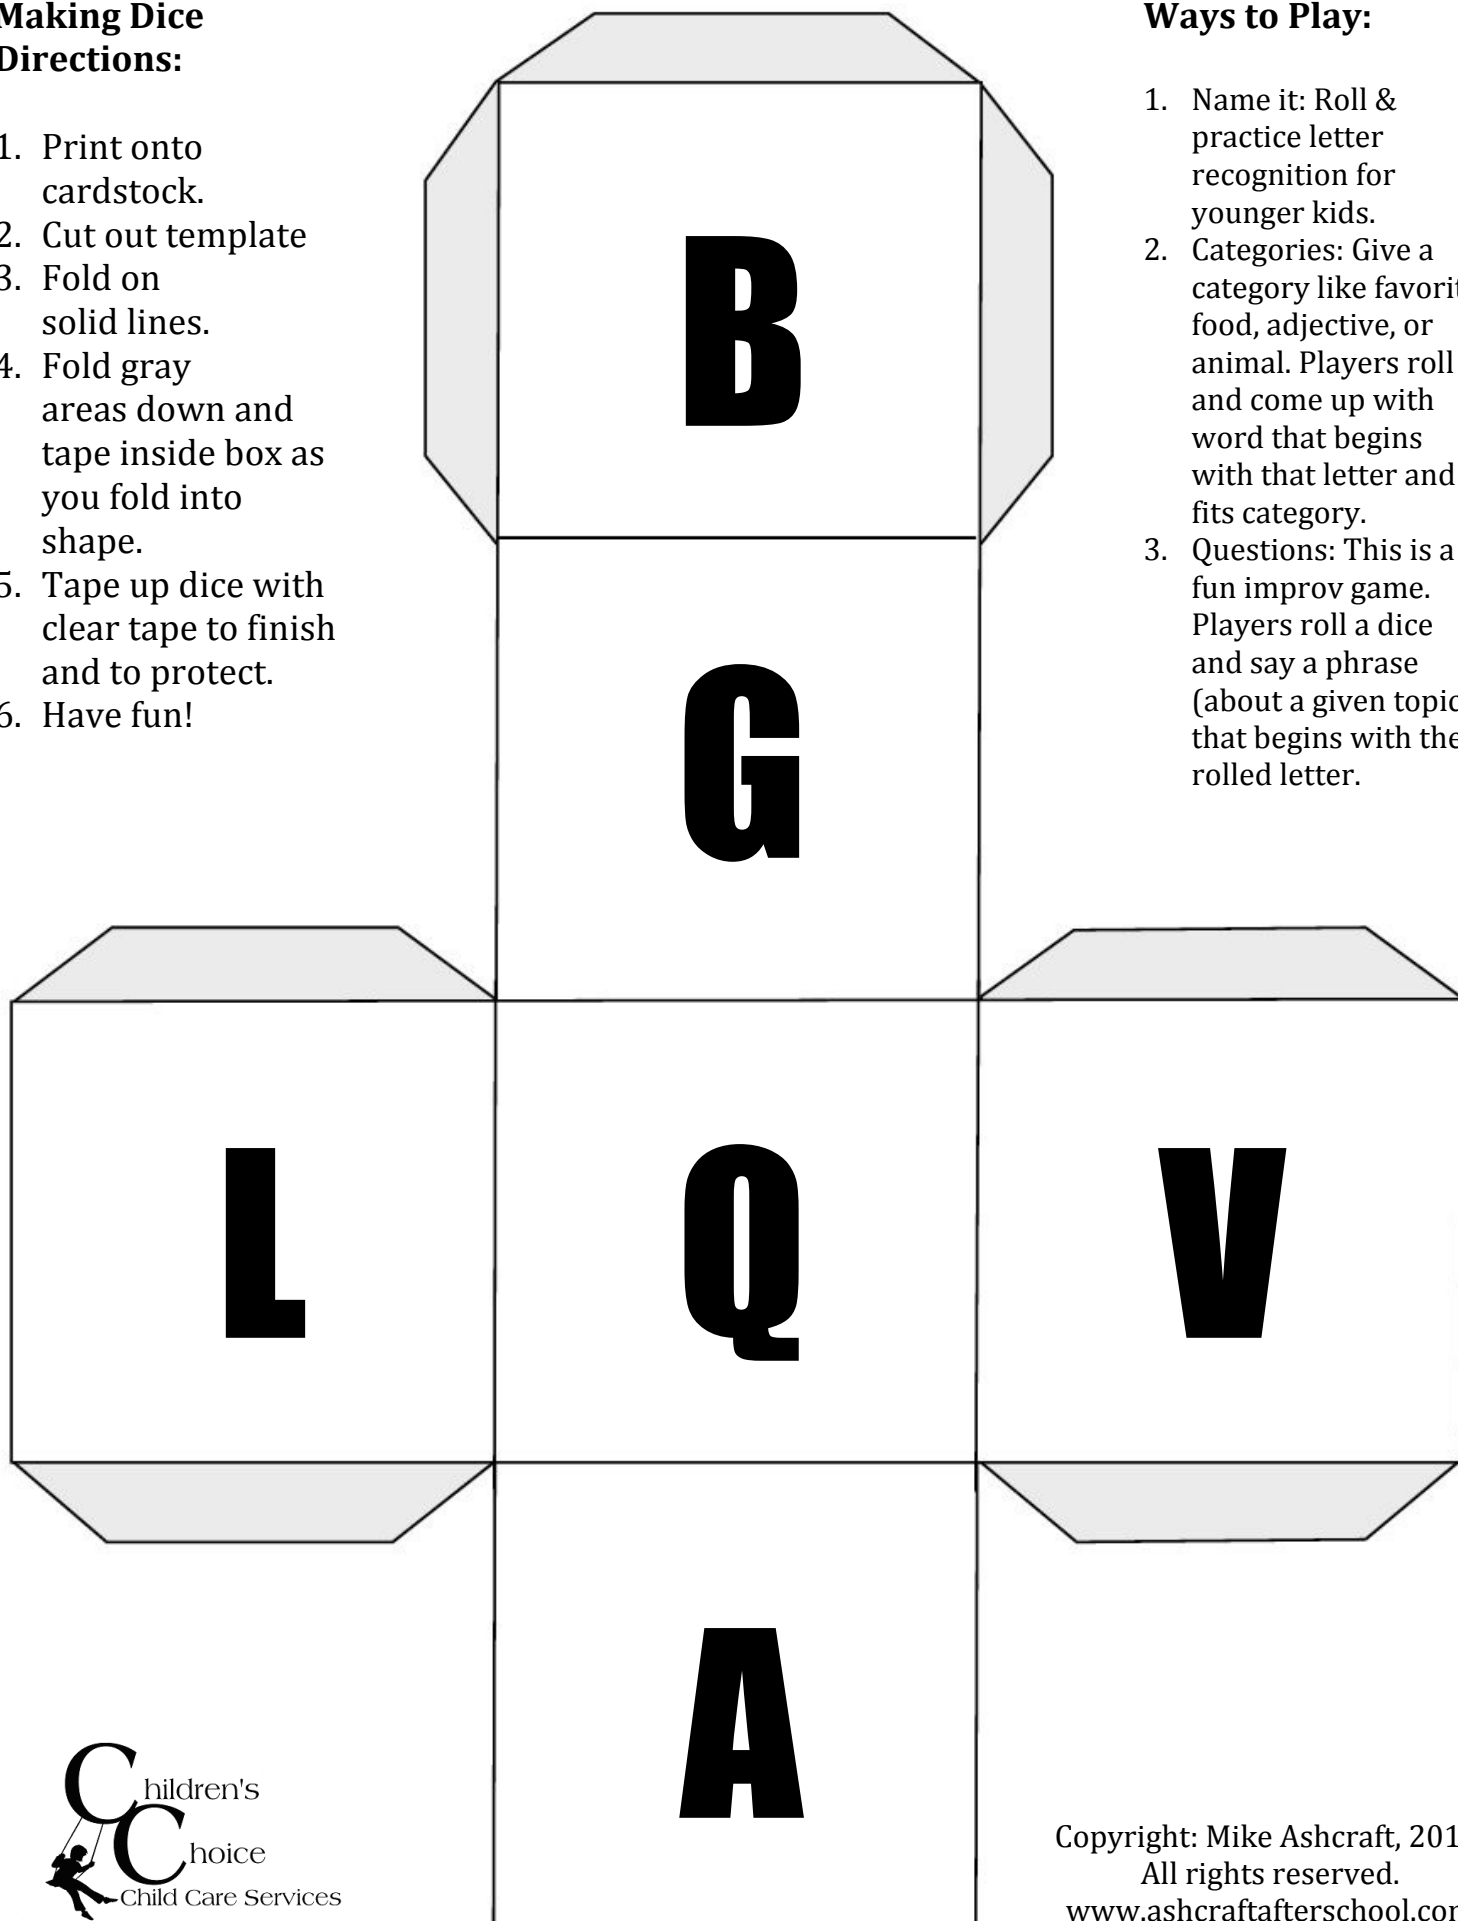 Making Dice
Directions:
1. Print onto
cardstock.
2. Cut out template
3. Fold on
solid lines.
4. Fold gray
areas down and
tape inside box as
you fold into
shape.
5. Tape up dice with
clear tape to finish
and to protect.
6. Have fun!
Ways to Play:
1. Name it: Roll &
practice letter
recognition for
younger kids.
2. Categories: Give a
category like favorit
food, adjective, or
animal. Players roll
and come up with
word that begins
with that letter and
fits category.
3. Questions: This is a
fun improv game.
Players roll a dice
and say a phrase
(about a given topic
that begins with the
rolled letter.
B
G
L Q V
A
Children's
Choice
Child Care Services
Copyright: Mike Ashcraft, 201
All rights reserved.
www.ashcraftafterschool.com